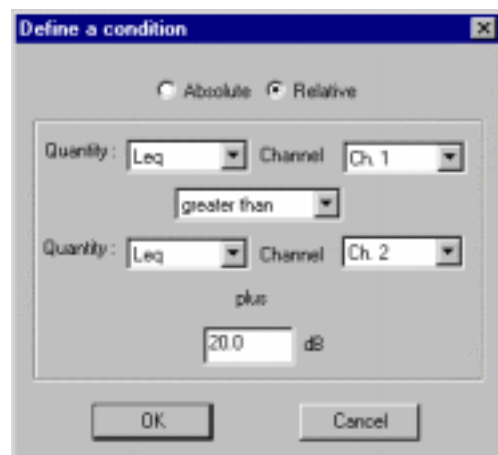 Define a condition
Absolute Relative
Quantity : Leq Channel Ch. 1
greater than
Quantity : Leq Channel Ch. 2
plus
20.0 dB
OK Cancel